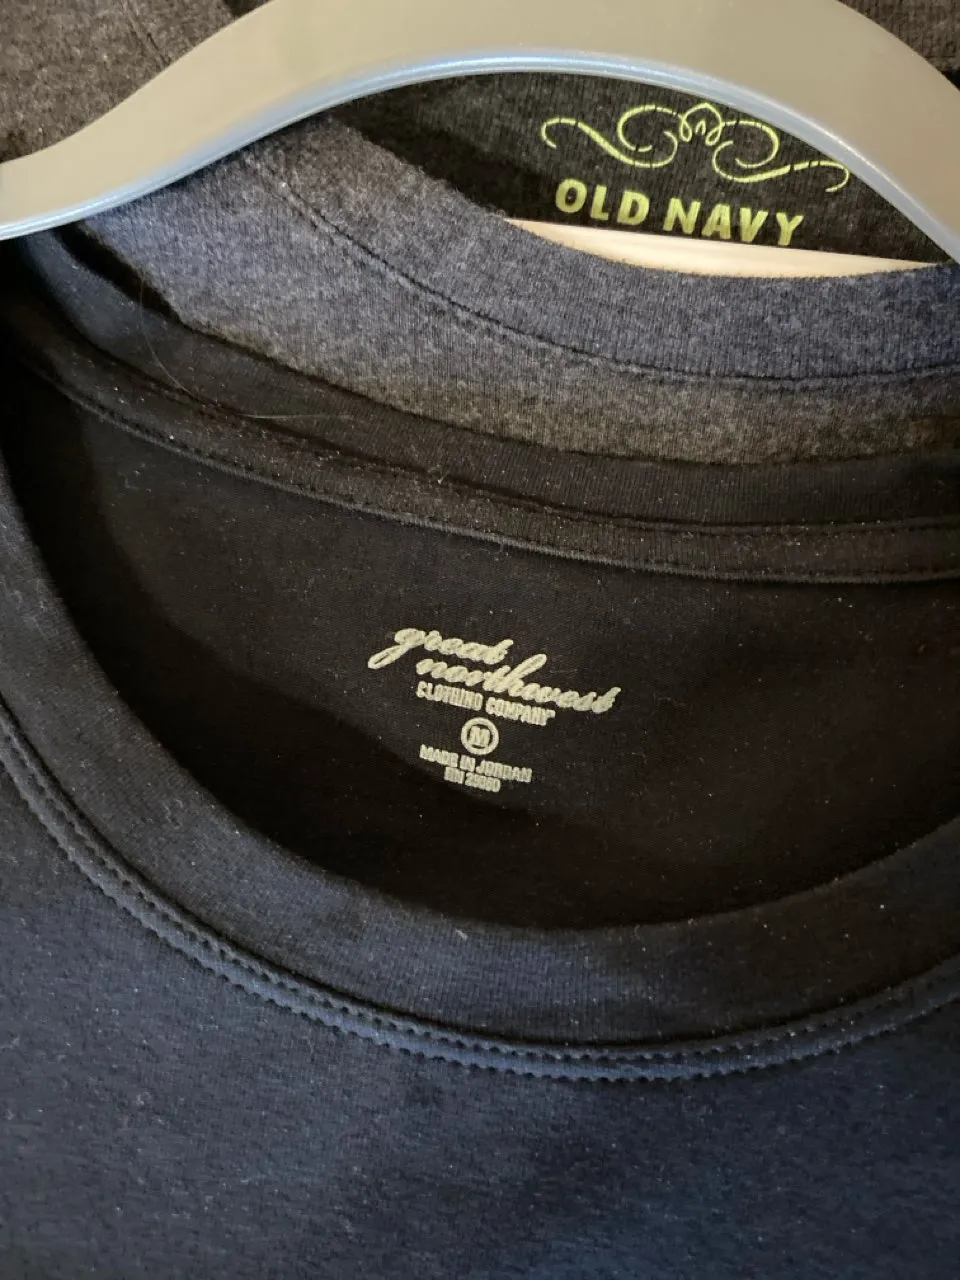 OLD NAVY
great
northwest
CLOTHING COMPANY
M
MADE IN JORDAN
RN